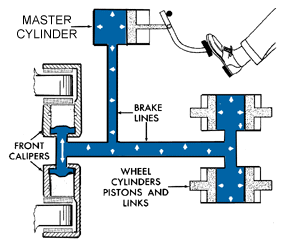 MASTER
CYLINDER
BRAKE
LINES
FRONT
CALIPERS
WHEEL
CYLINDERS
PISTONS AND
LINKS